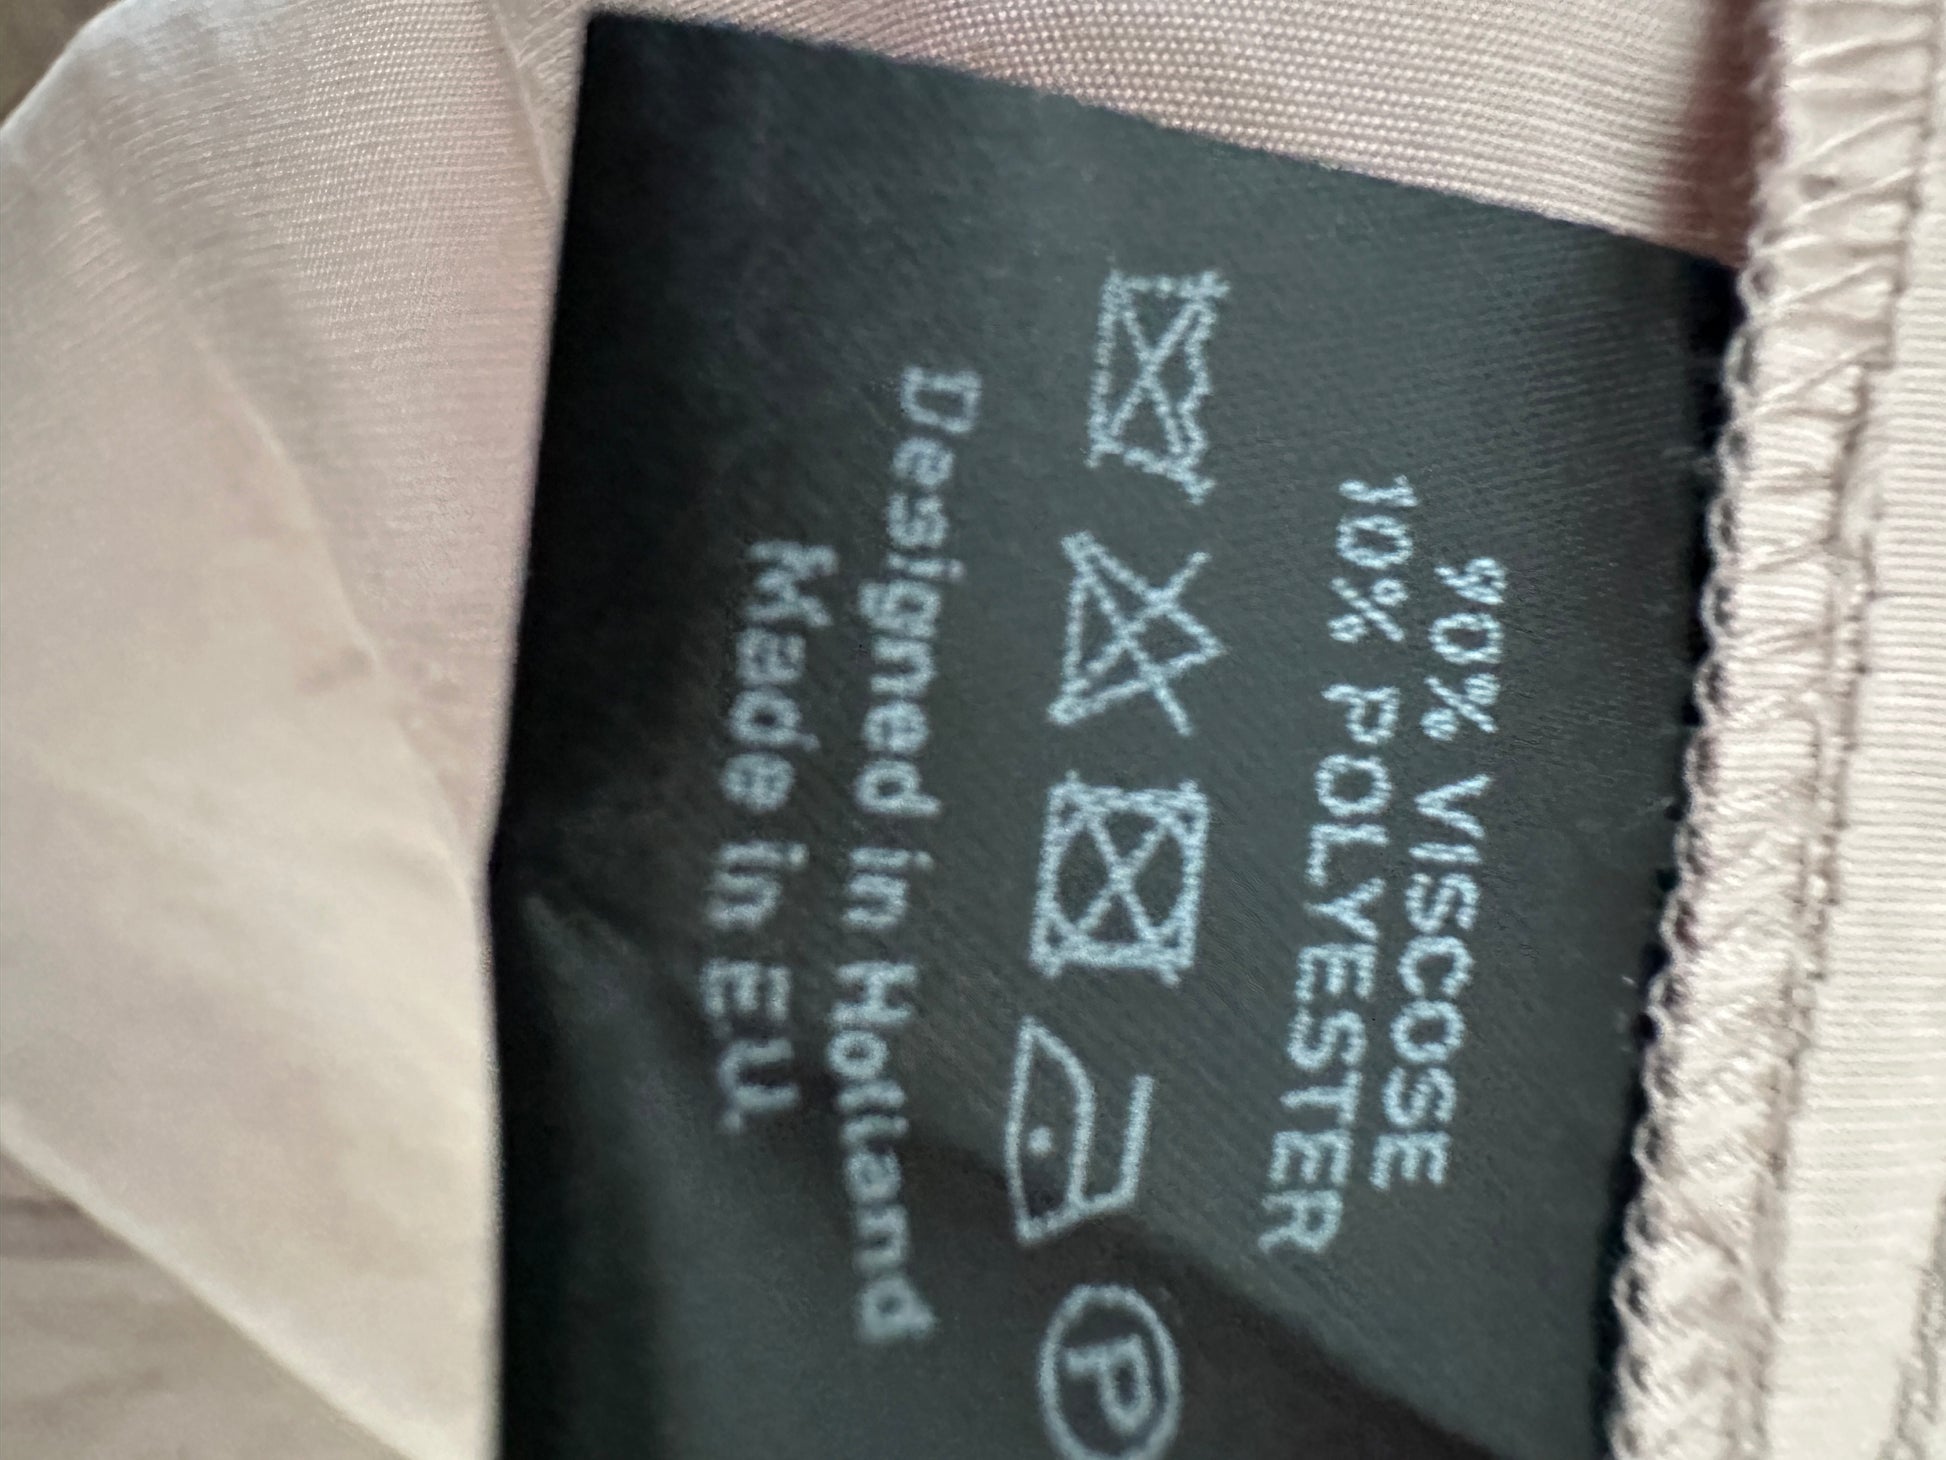 90% VISCOSE
10% POLYESTER
P
Designed in Holland
Made in E.U.